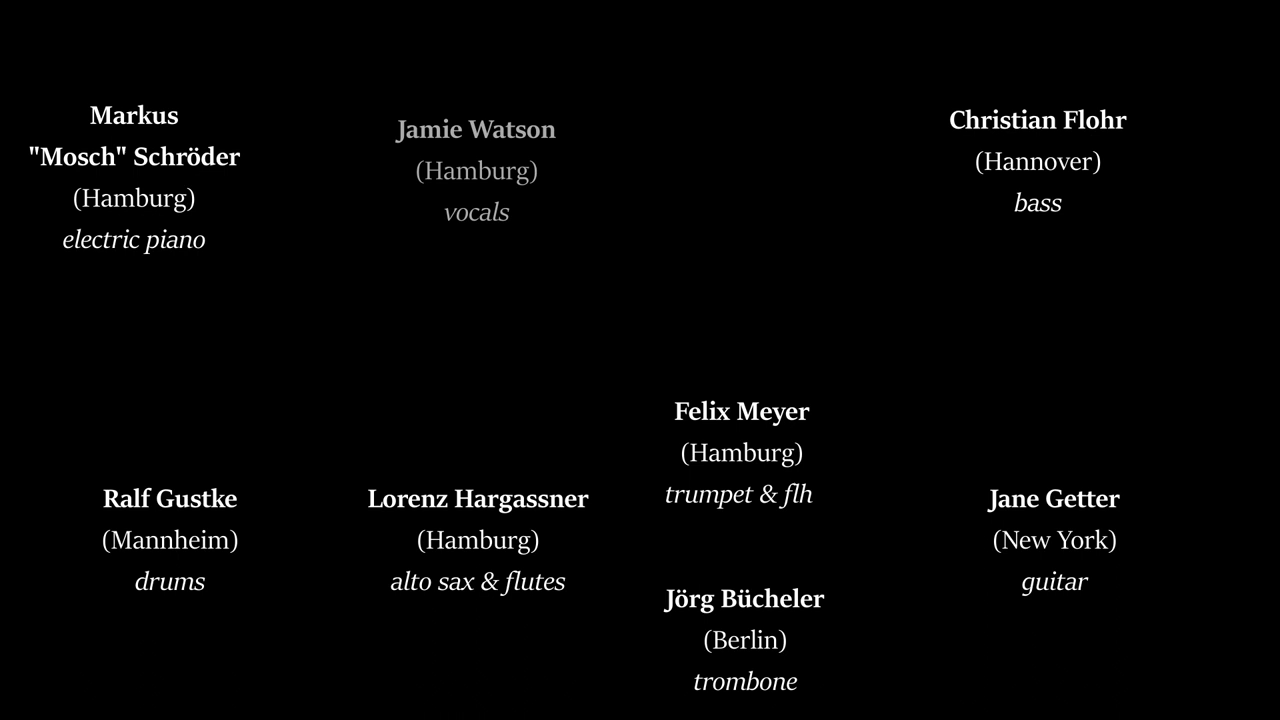 Markus
"Mosch" Schröder
(Hamburg)
electric piano
Jamie Watson
(Hamburg)
vocals
Christian Flohr
(Hannover)
bass
Ralf Gustke
(Mannheim)
drums
Lorenz Hargassner
(Hamburg)
alto sax & flutes
Felix Meyer
(Hamburg)
trumpet & flh
Jörg Bücheler
(Berlin)
trombone
Jane Getter
(New York)
guitar